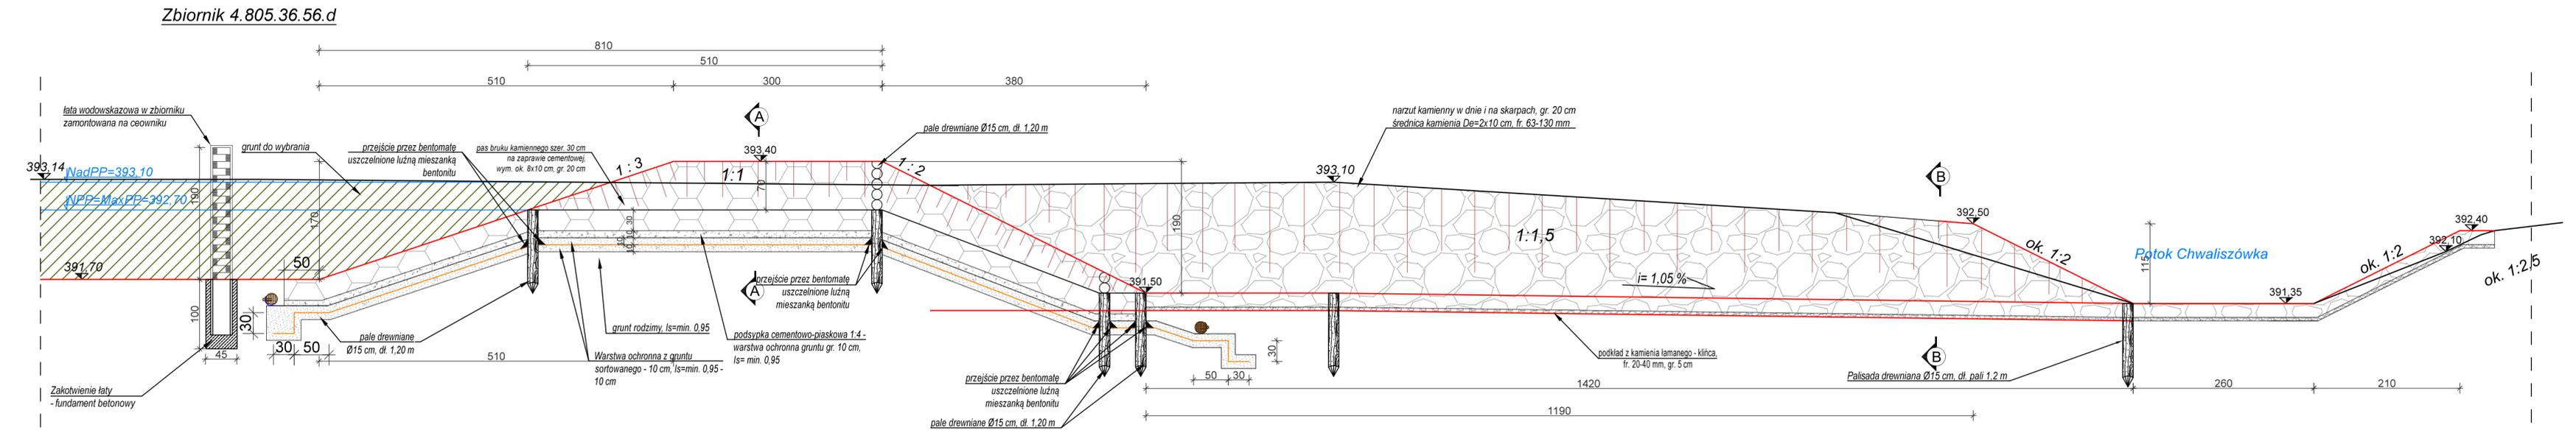 Zbiornik 4.805.36.56.d
810
510
510
300
380
łata wodowskazowa w zbiorniku
zamontowana na ceowniku
grunt do wybrania
przejście przez bentomatę
uszczelnione luźną mieszanką
bentonitu
pas bruku kamiennego szer. 30 cm
na zaprawie cementowej,
wym. ok. 8x10 cm, gr. 20 cm
A
pale drewniane Ø15 cm, dł. 1,20 m
narzut kamienny w dnie i na skarpach, gr. 20 cm
średnica kamienia De=2x10 cm, fr. 63-130 mm
393,14
NadPP=393,10
NPP=MaxPP=392,70
391,70
190
170
100
1 : 3
393,40
1:1
70
1 : 2
190
393,10
B
392,50
1:1,5
ok. 1:2
115
Potok Chwaliszówka
392,40
392,10
ok. 1:2
ok. 1:2,5
391,35
391,50
i= 1,05 %
50
30
10
10
10
A
przejście przez bentomatę
uszczelnione luźną
mieszanką bentonitu
30
30
50
45
pale drewniane
Ø15 cm, dł. 1,20 m
510
grunt rodzimy, Is=min. 0,95
Warstwa ochronna z gruntu
sortowanego - 10 cm, Is=min. 0,95 -
10 cm
podsypka cementowo-piaskowa 1:4 -
warstwa ochronna gruntu gr. 10 cm,
Is= min. 0,95
Zakotwienie łaty
- fundament betonowy
przejście przez bentomatę
uszczelnione luźną
mieszanką bentonitu
pale drewniane Ø15 cm, dł. 1,20 m
30
50
30
podkład z kamienia łamanego - klińca,
fr. 20-40 mm, gr. 5 cm
B
Palisada drewniana Ø15 cm, dł. pali 1,2 m
1420
260
210
1190